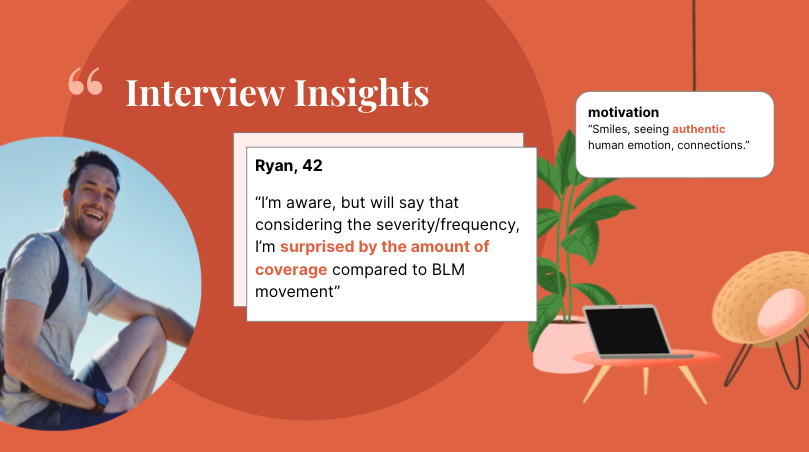 “
Interview Insights
Ryan, 42
“I’m aware, but will say that
considering the severity/frequency,
I’m surprised by the amount of
coverage compared to BLM
movement”
motivation
“Smiles, seeing authentic
human emotion, connections.”